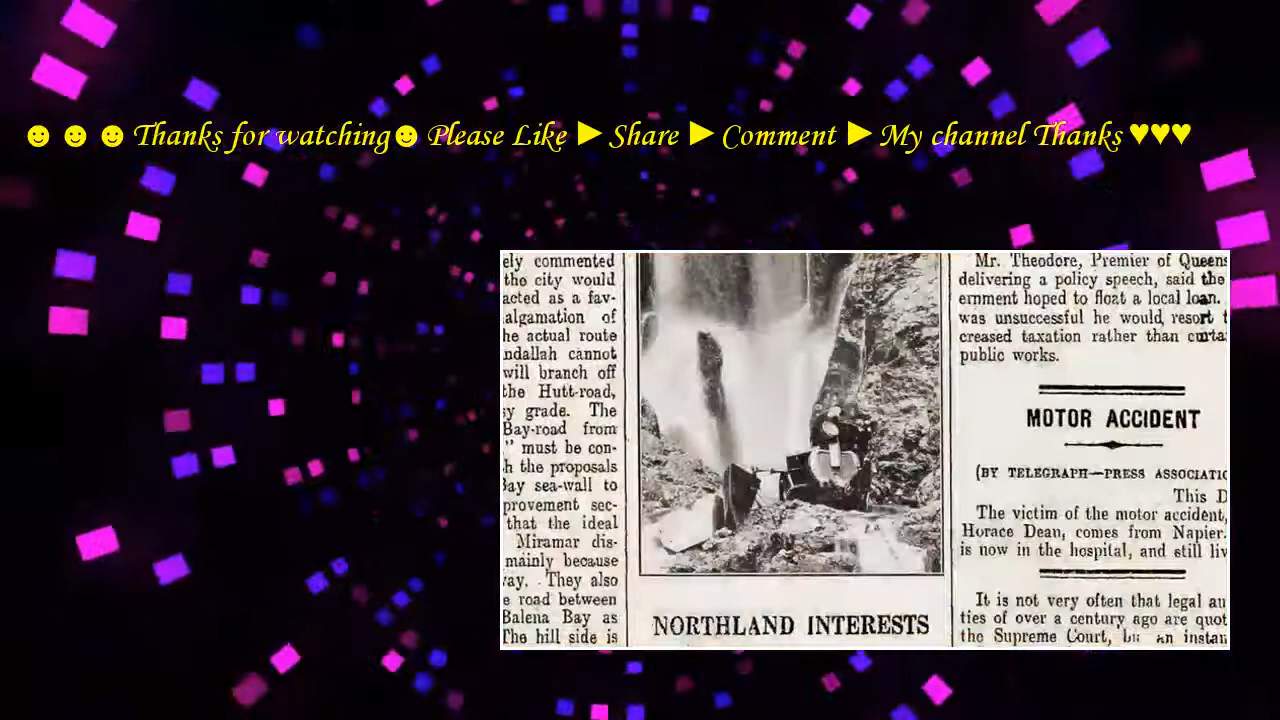 ☻ ☻ ☻ Thanks for watching☻ Please Like ► Share ► Comment ► My channel Thanks ♥♥♥
ely commented
the city would
acted as a fav-
algamation of
he actual route
ndallah cannot
will branch off
the Hutt-road,
sy grade. The
Bay-road from
" must be con-
h the proposals
Bay sea-wall to
provement sec-
that the ideal
Miramar dis-
mainly because
way. They also
e road between
Balena Bay as
The hill side is
NORTHLAND INTERESTS
Mr. Theodore, Premier of Queens
delivering a policy speech, said the
ernment hoped to float a local loan.
was unsuccessful he would resort t
creased taxation rather than curta
public works.
MOTOR ACCIDENT
(BY TELEGRAPH—PRESS ASSOCIATIO
This D
The victim of the motor accident,
Horace Dean, comes from Napier.
is now in the hospital, and still liv
It is not very often that legal au
ties of over a century ago are quot
the Supreme Court, an instan